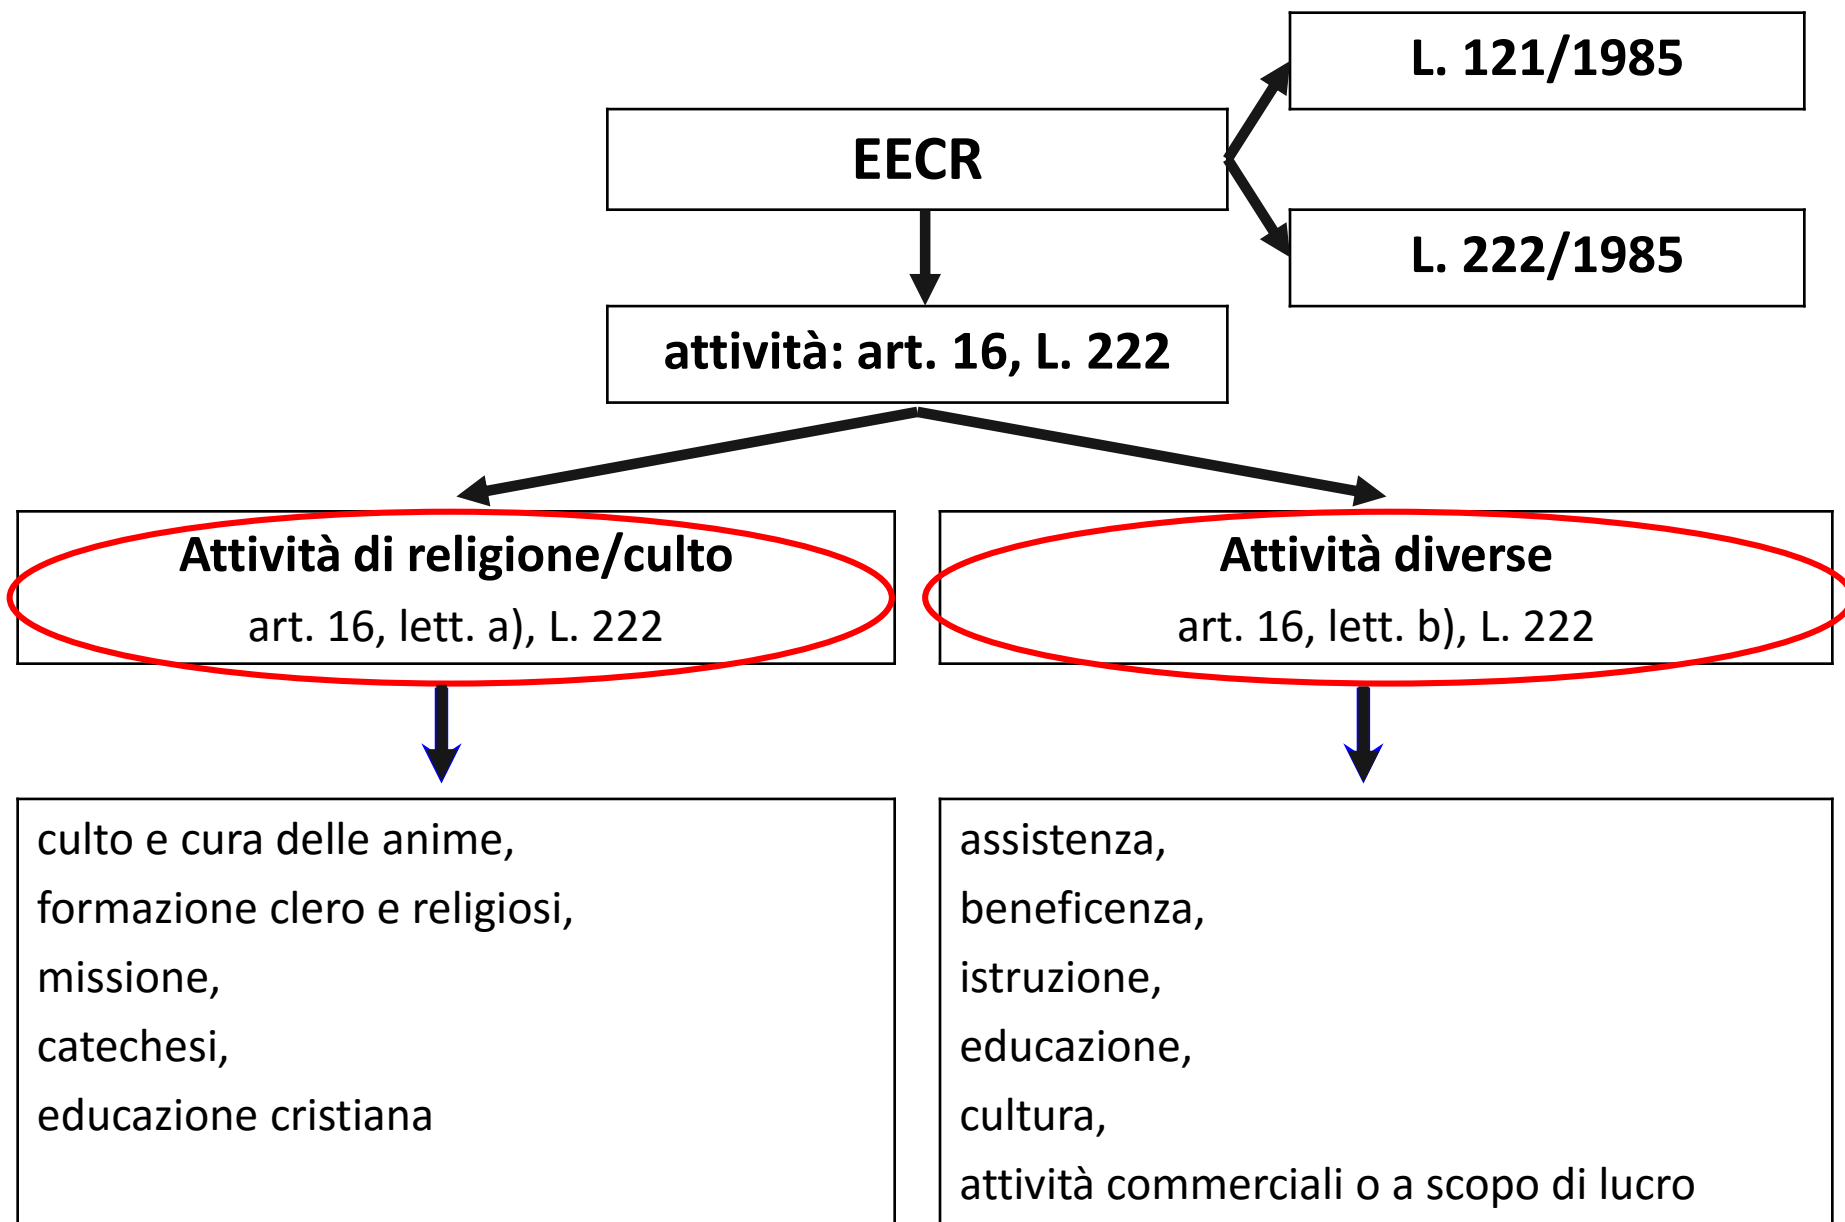 L. 121/1985
EECR
L. 222/1985
attività: art. 16, L. 222
Attività di religione/culto
art. 16, lett. a), L. 222
Attività diverse
art. 16, lett. b), L. 222
culto e cura delle anime,
formazione clero e religiosi,
missione,
catechesi,
educazione cristiana
assistenza,
beneficenza,
istruzione,
educazione,
cultura,
attività commerciali o a scopo di lucro